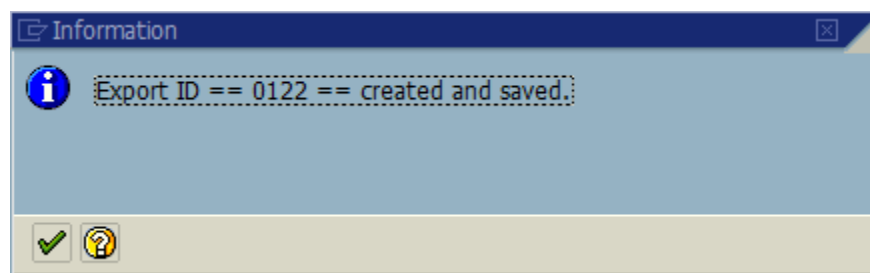 Information
Export ID == 0122 == created and saved.